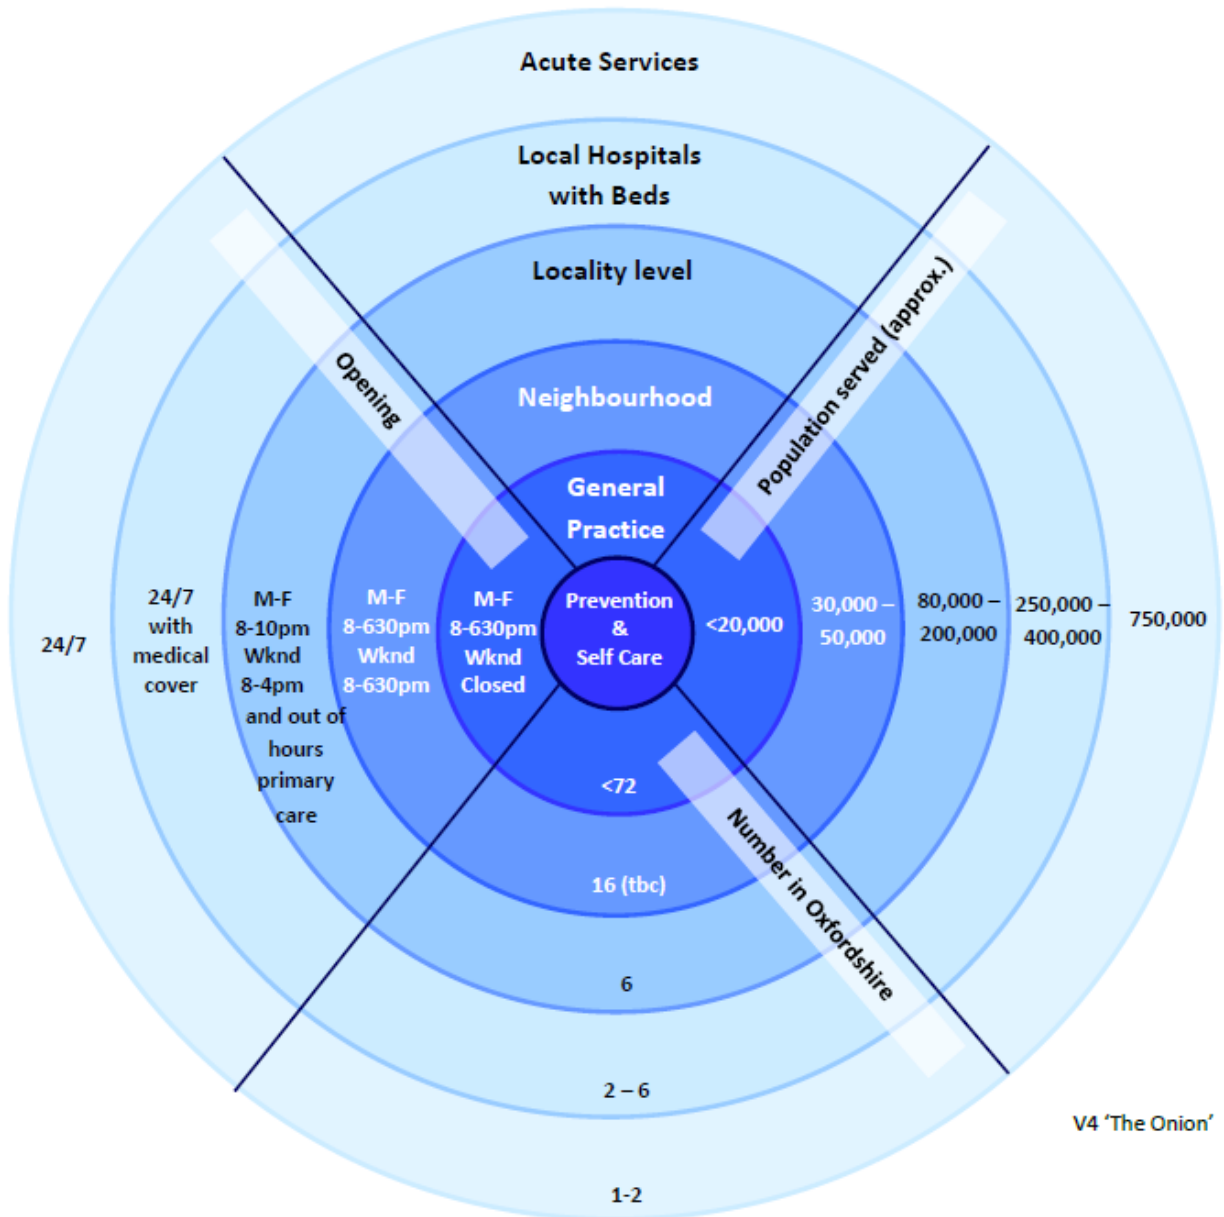 Acute Services
Local Hospitals
with Beds
Locality level
Neighbourhood
General
Practice
Prevention
&
Self Care
Opening
24/7
24/7
with
medical
cover
M-F
8-10pm
Wknd
8-4pm
and out of
hours
primary
care
M-F
8-630pm
Wknd
8-630pm
M-F
8-630pm
Wknd
Closed
Population served (approx.)
<20,000
30,000 –
50,000
80,000 –
200,000
250,000 –
400,000
750,000
Number in Oxfordshire
<72
16 (tbc)
6
2 – 6
1-2
V4 ‘The Onion’